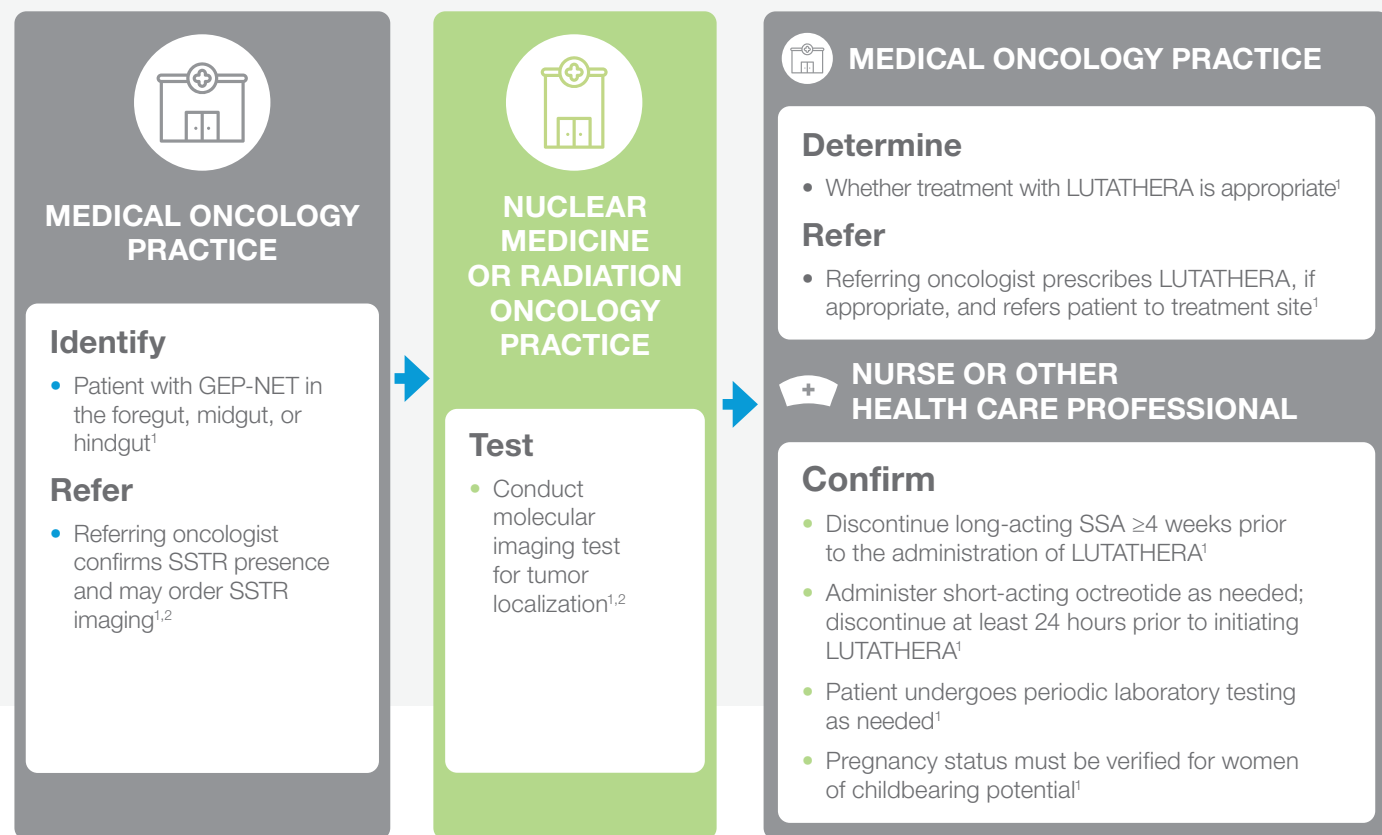 MEDICAL ONCOLOGY
PRACTICE
Identify
• Patient with GEP-NET in
the foregut, midgut, or
hindgut¹
Refer
• Referring oncologist
confirms SSTR presence
and may order SSTR
imaging¹,²
NUCLEAR
MEDICINE
OR RADIATION
ONCOLOGY
PRACTICE
Test
• Conduct
molecular
imaging test
for tumor
localization¹,²
MEDICAL ONCOLOGY PRACTICE
Determine
• Whether treatment with LUTATHERA is appropriate¹
Refer
• Referring oncologist prescribes LUTATHERA, if
appropriate, and refers patient to treatment site¹
NURSE OR OTHER
HEALTH CARE PROFESSIONAL
Confirm
• Discontinue long-acting SSA ≥4 weeks prior
to the administration of LUTATHERA¹
• Administer short-acting octreotide as needed;
discontinue at least 24 hours prior to initiating
LUTATHERA¹
• Patient undergoes periodic laboratory testing
as needed¹
• Pregnancy status must be verified for women
of childbearing potential¹